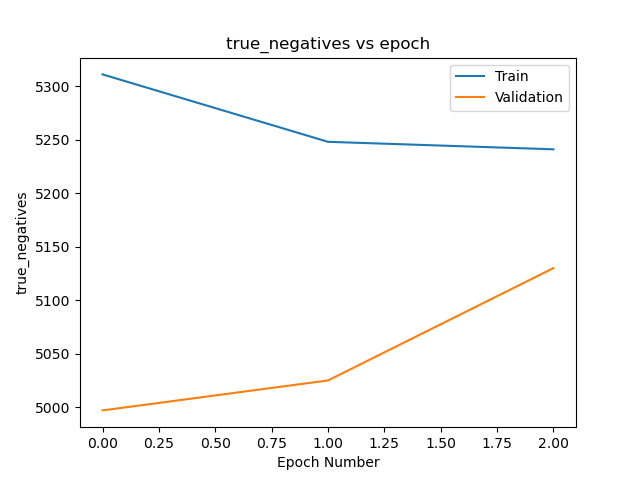 true_negatives vs epoch
Train
Validation
5300
5250
5200
5150
5100
5050
5000
true_negatives
0.00 0.25 0.50 0.75 1.00 1.25 1.50 1.75 2.00
Epoch Number